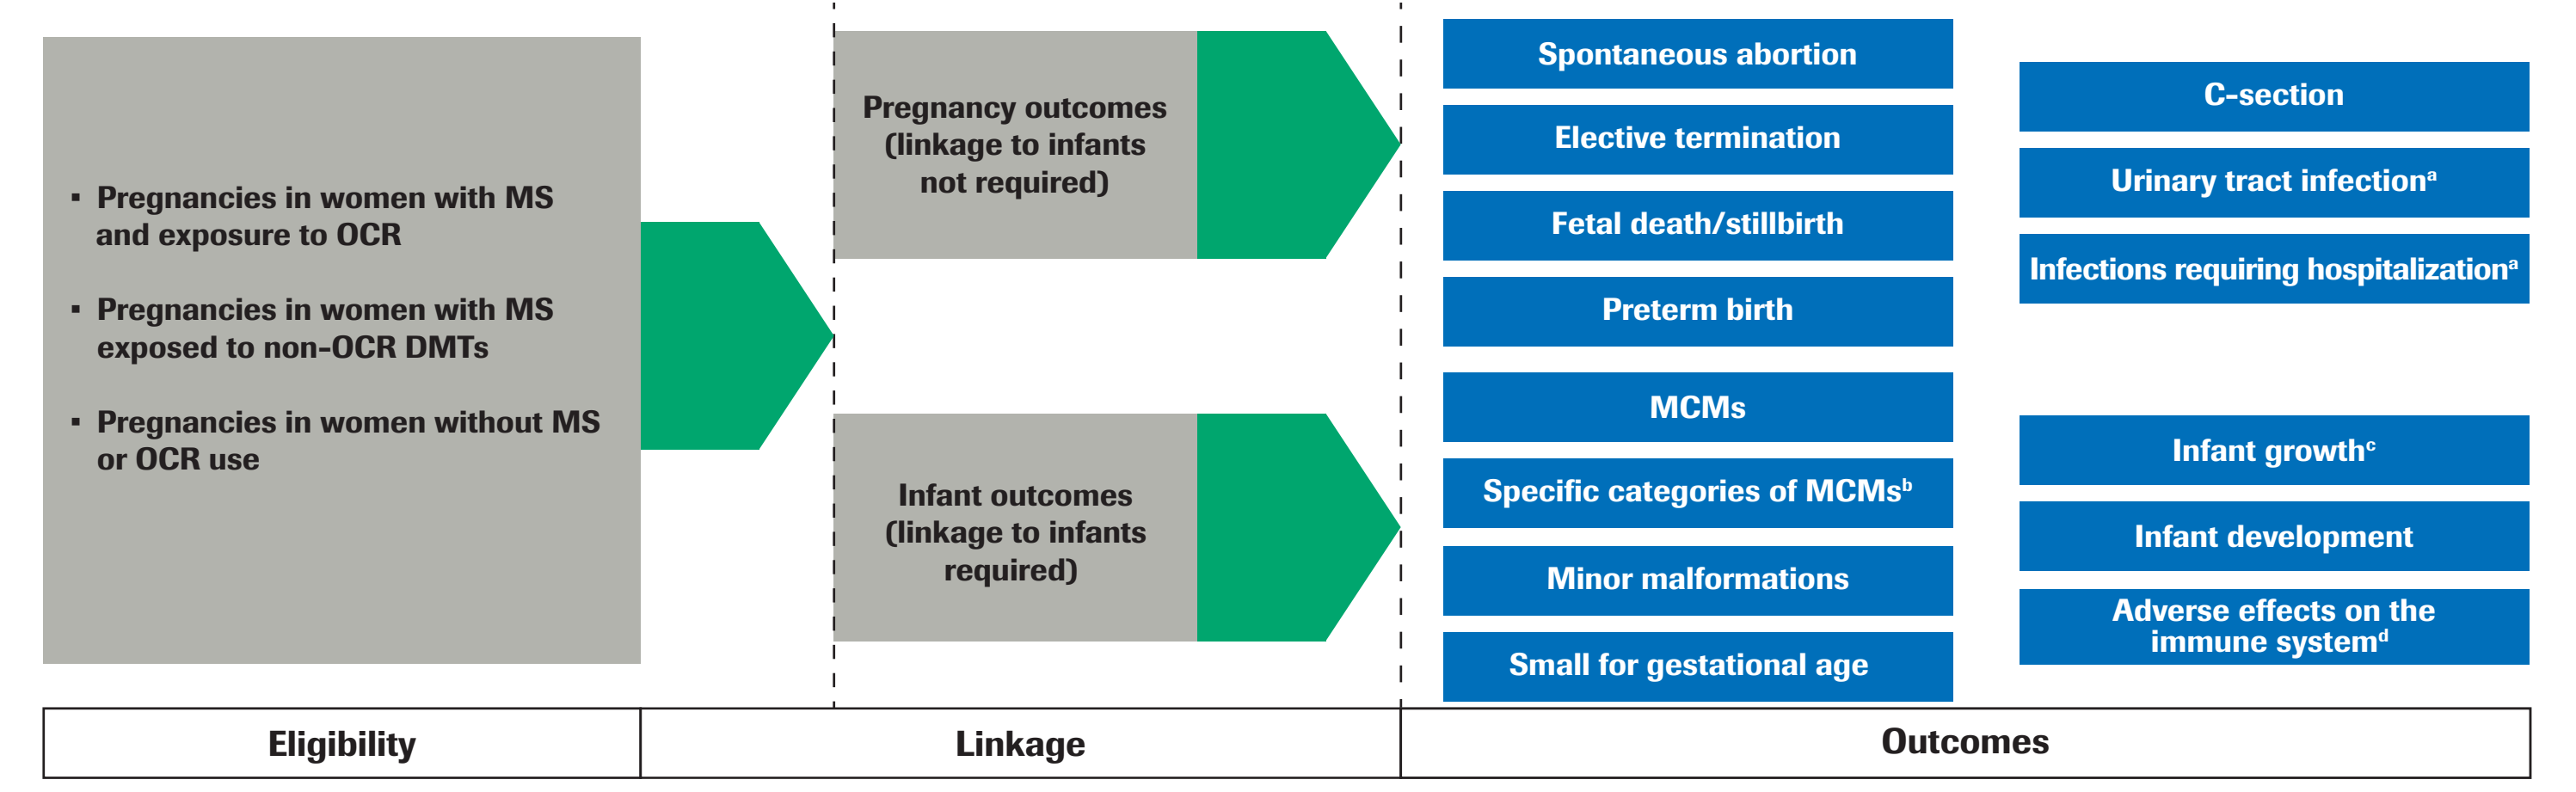 ▪ Pregnancies in women with MS
and exposure to OCR
▪ Pregnancies in women with MS
exposed to non-OCR DMTs
▪ Pregnancies in women without MS
or OCR use
Pregnancy outcomes
(linkage to infants
not required)
Infant outcomes
(linkage to infants
required)
Spontaneous abortion
Elective termination
Fetal death/stillbirth
Preterm birth
C-section
Urinary tract infectionᵃ
Infections requiring hospitalizationᵃ
MCMs
Specific categories of MCMsᵇ
Minor malformations
Small for gestational age
Infant growthᶜ
Infant development
Adverse effects on the
immune systemᵈ
Eligibility
Linkage
Outcomes